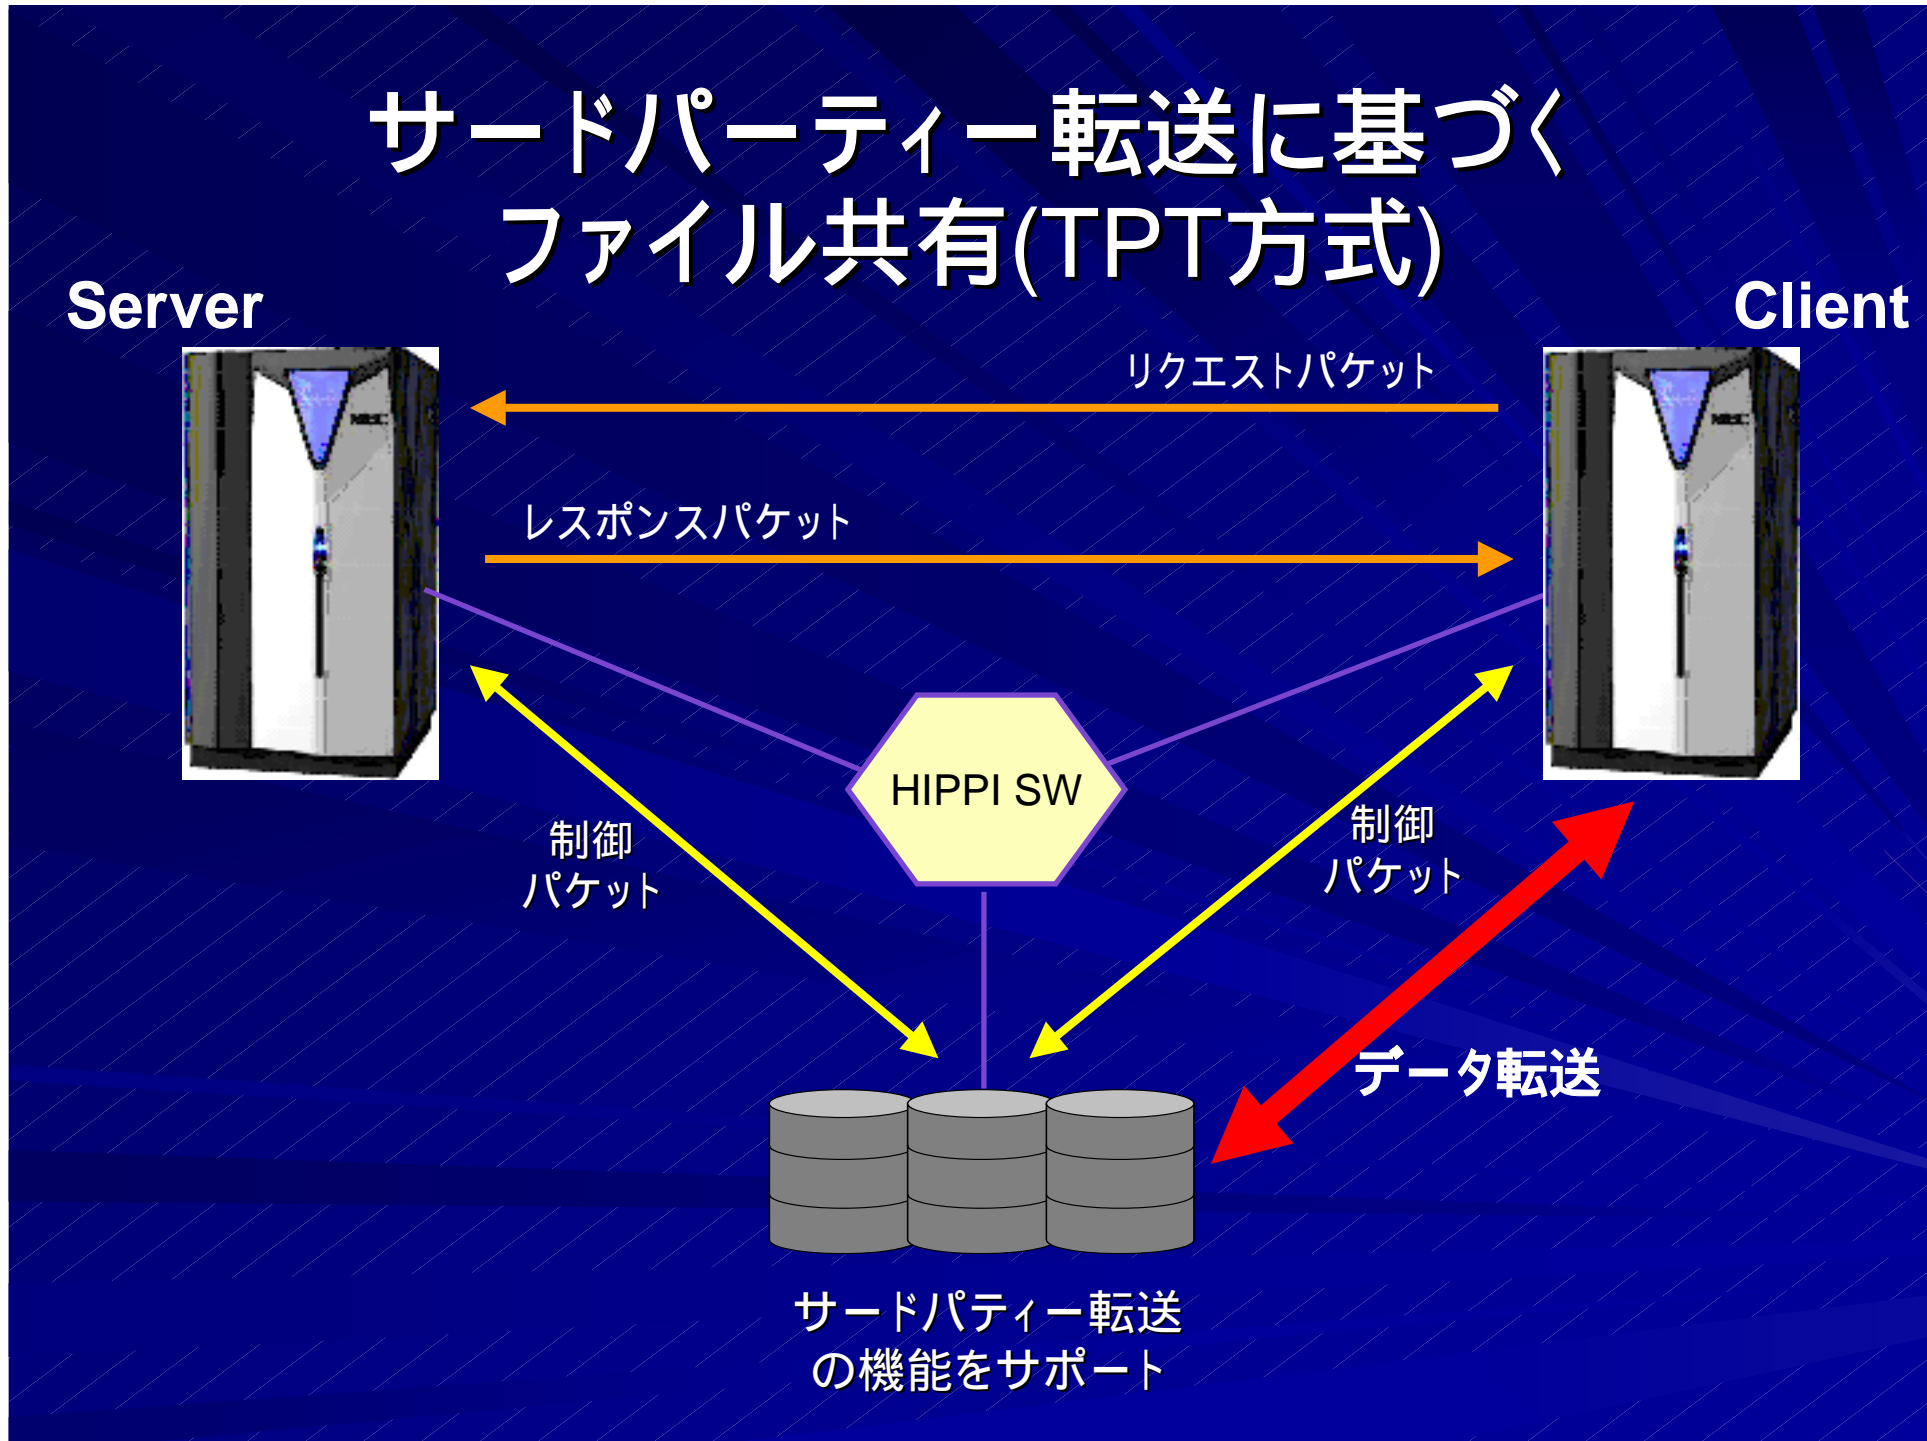 サードパーティー転送に基づく
ファイル共有(TPT方式)
Server
Client
NEC
NEC
リクエストパケット
レスポンスパケット
HIPPI SW
制御
パケット
制御
パケット
データ転送
サードパティー転送
の機能をサポート